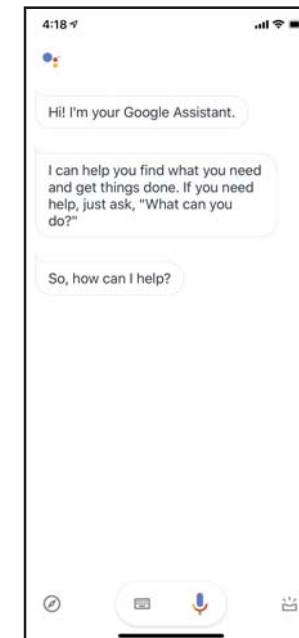 4:18
Hi! I'm your Google Assistant.
I can help you find what you need
and get things done. If you need
help, just ask, "What can you
do?"
So, how can I help?